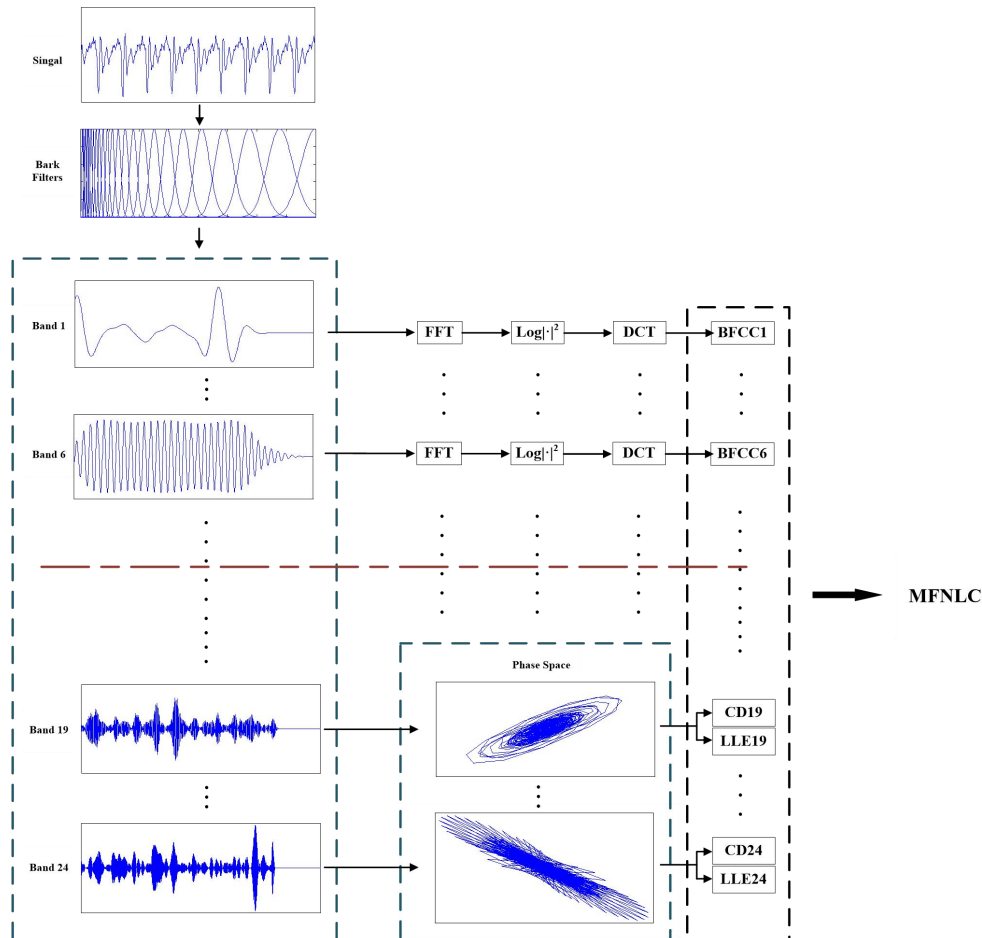 Singal
Bark
Filters
Band 1
FFT
Log|·|²
DCT
BFCC1
Band 6
FFT
Log|·|²
DCT
BFCC6
MFNLC
Phase Space
Band 19
CD19
LLE19
Band 24
CD24
LLE24